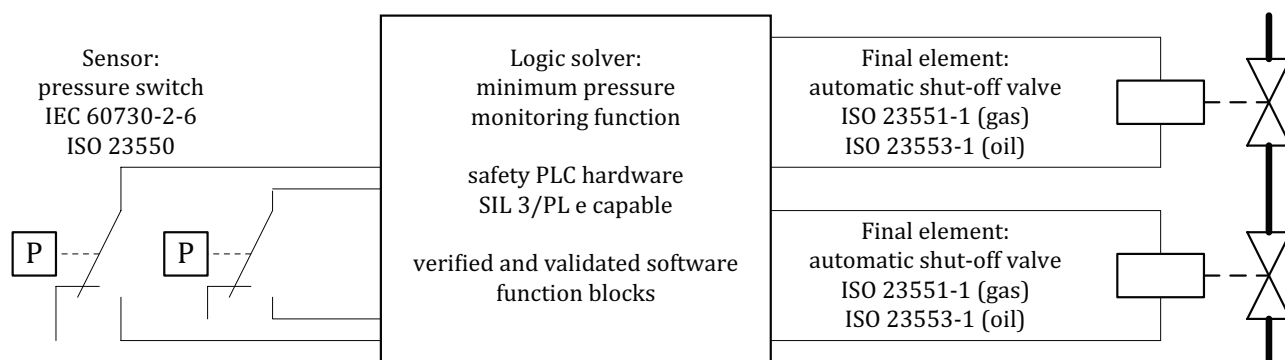 Sensor:
pressure switch
IEC 60730-2-6
ISO 23550
P
P
Logic solver:
minimum pressure
monitoring function
safety PLC hardware
SIL 3/PL e capable
verified and validated software
function blocks
Final element:
automatic shut-off valve
ISO 23551-1 (gas)
ISO 23553-1 (oil)
Final element:
automatic shut-off valve
ISO 23551-1 (gas)
ISO 23553-1 (oil)